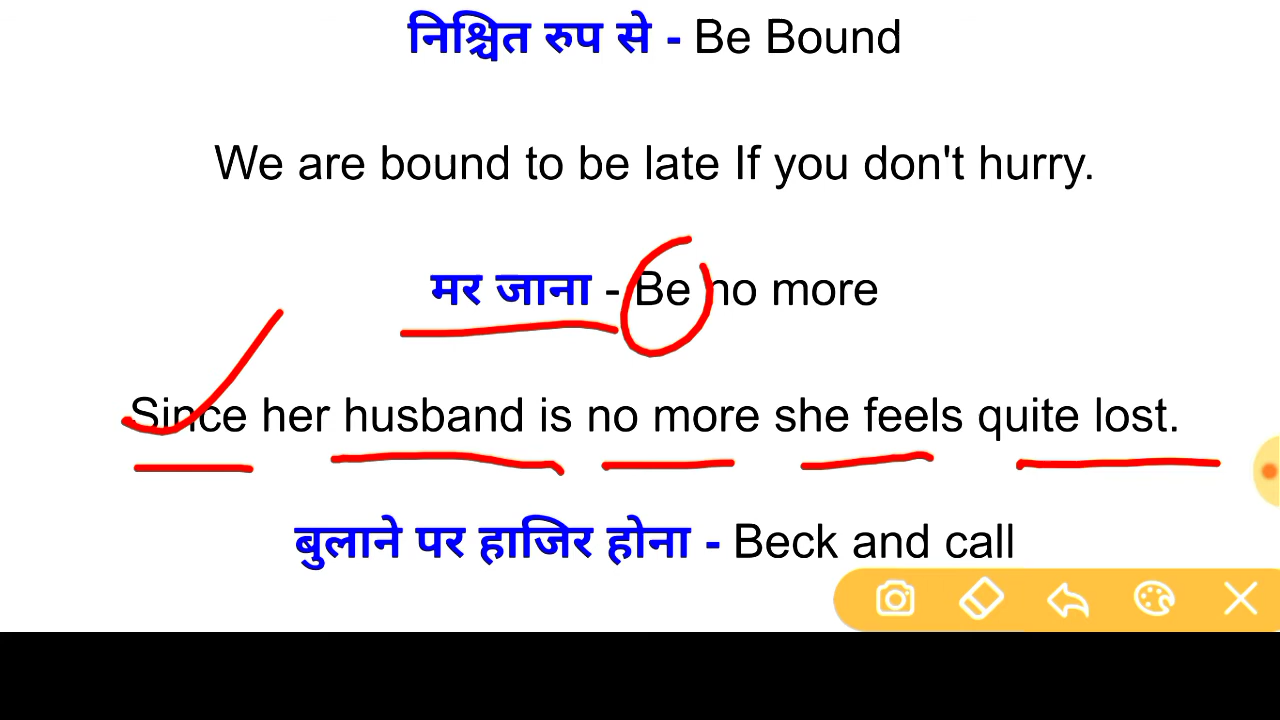 निश्चित रुप से - Be Bound
We are bound to be late If you don't hurry.
मर जाना - Be no more
Since her husband is no more she feels quite lost.
बुलाने पर हाजिर होना - Beck and call